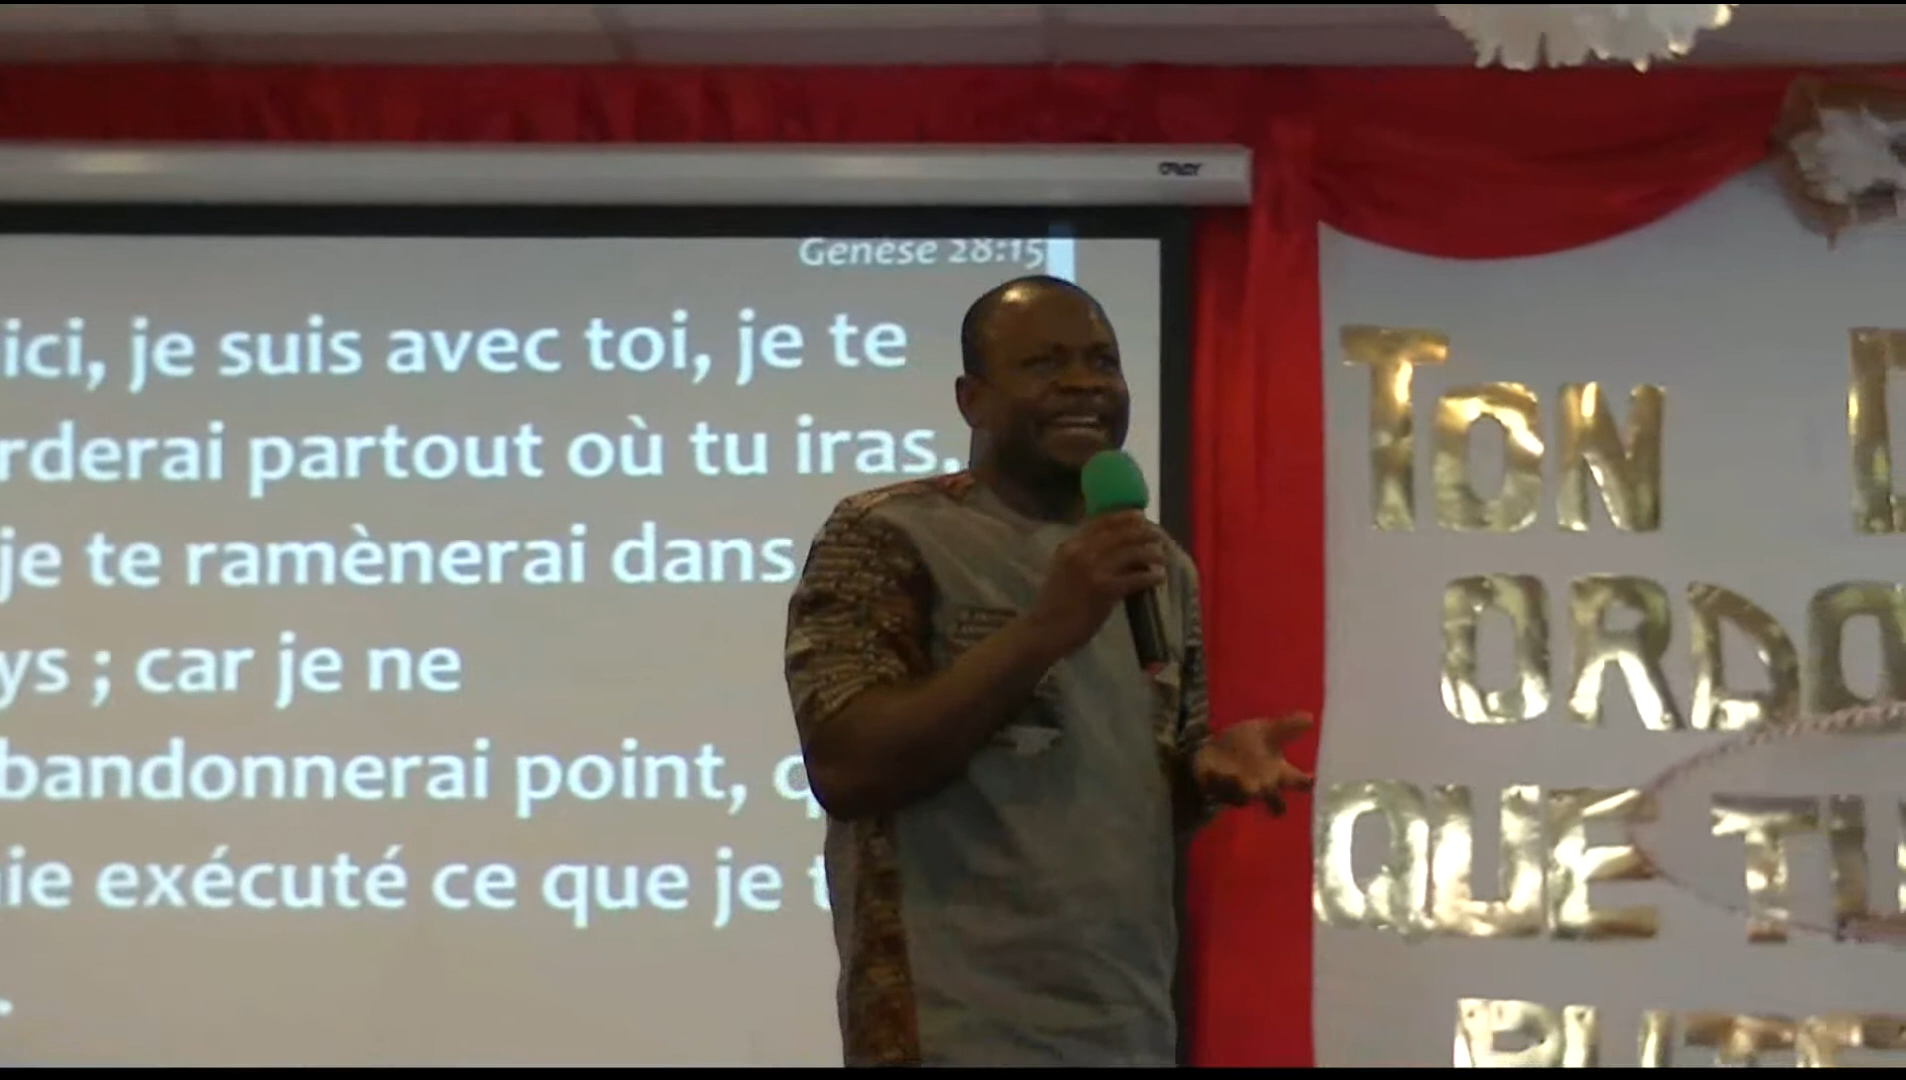 Genèse 28:15
ici, je suis avec toi, je te
rderai partout où tu iras,
je te ramènerai dans
ys ; car je ne
bandonnerai point, q
ie exécuté ce que je t
.
TON
ORDO
QUE TU